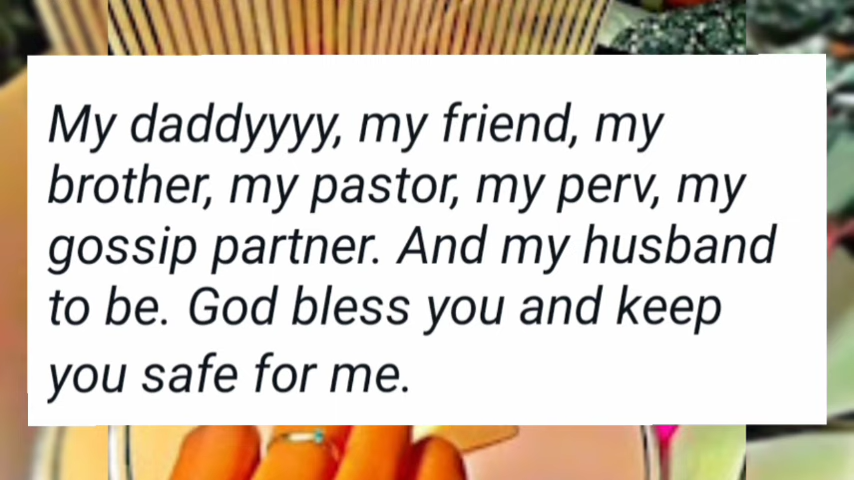 My daddyyyy, my friend, my
brother, my pastor, my perv, my
gossip partner. And my husband
to be. God bless you and keep
you safe for me.